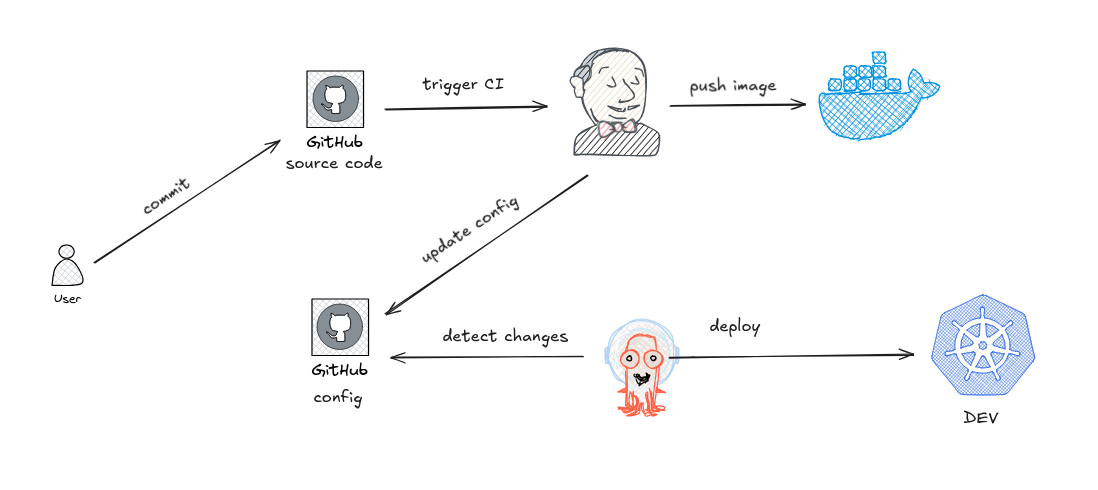 trigger CI
push image
GitHub
source code
commit
update config
User
detect changes
deploy
GitHub
config
DEV